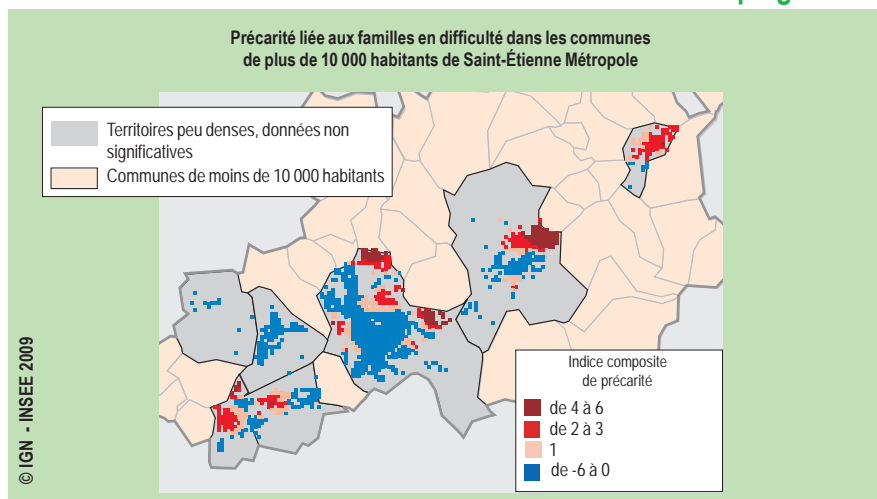 Précarité liée aux familles en difficulté dans les communes
de plus de 10 000 habitants de Saint-Étienne Métropole
Territoires peu denses, données non
significatives
Communes de moins de 10 000 habitants
Indice composite
de précarité
de 4 à 6
de 2 à 3
1
de -6 à 0
© IGN - INSEE 2009